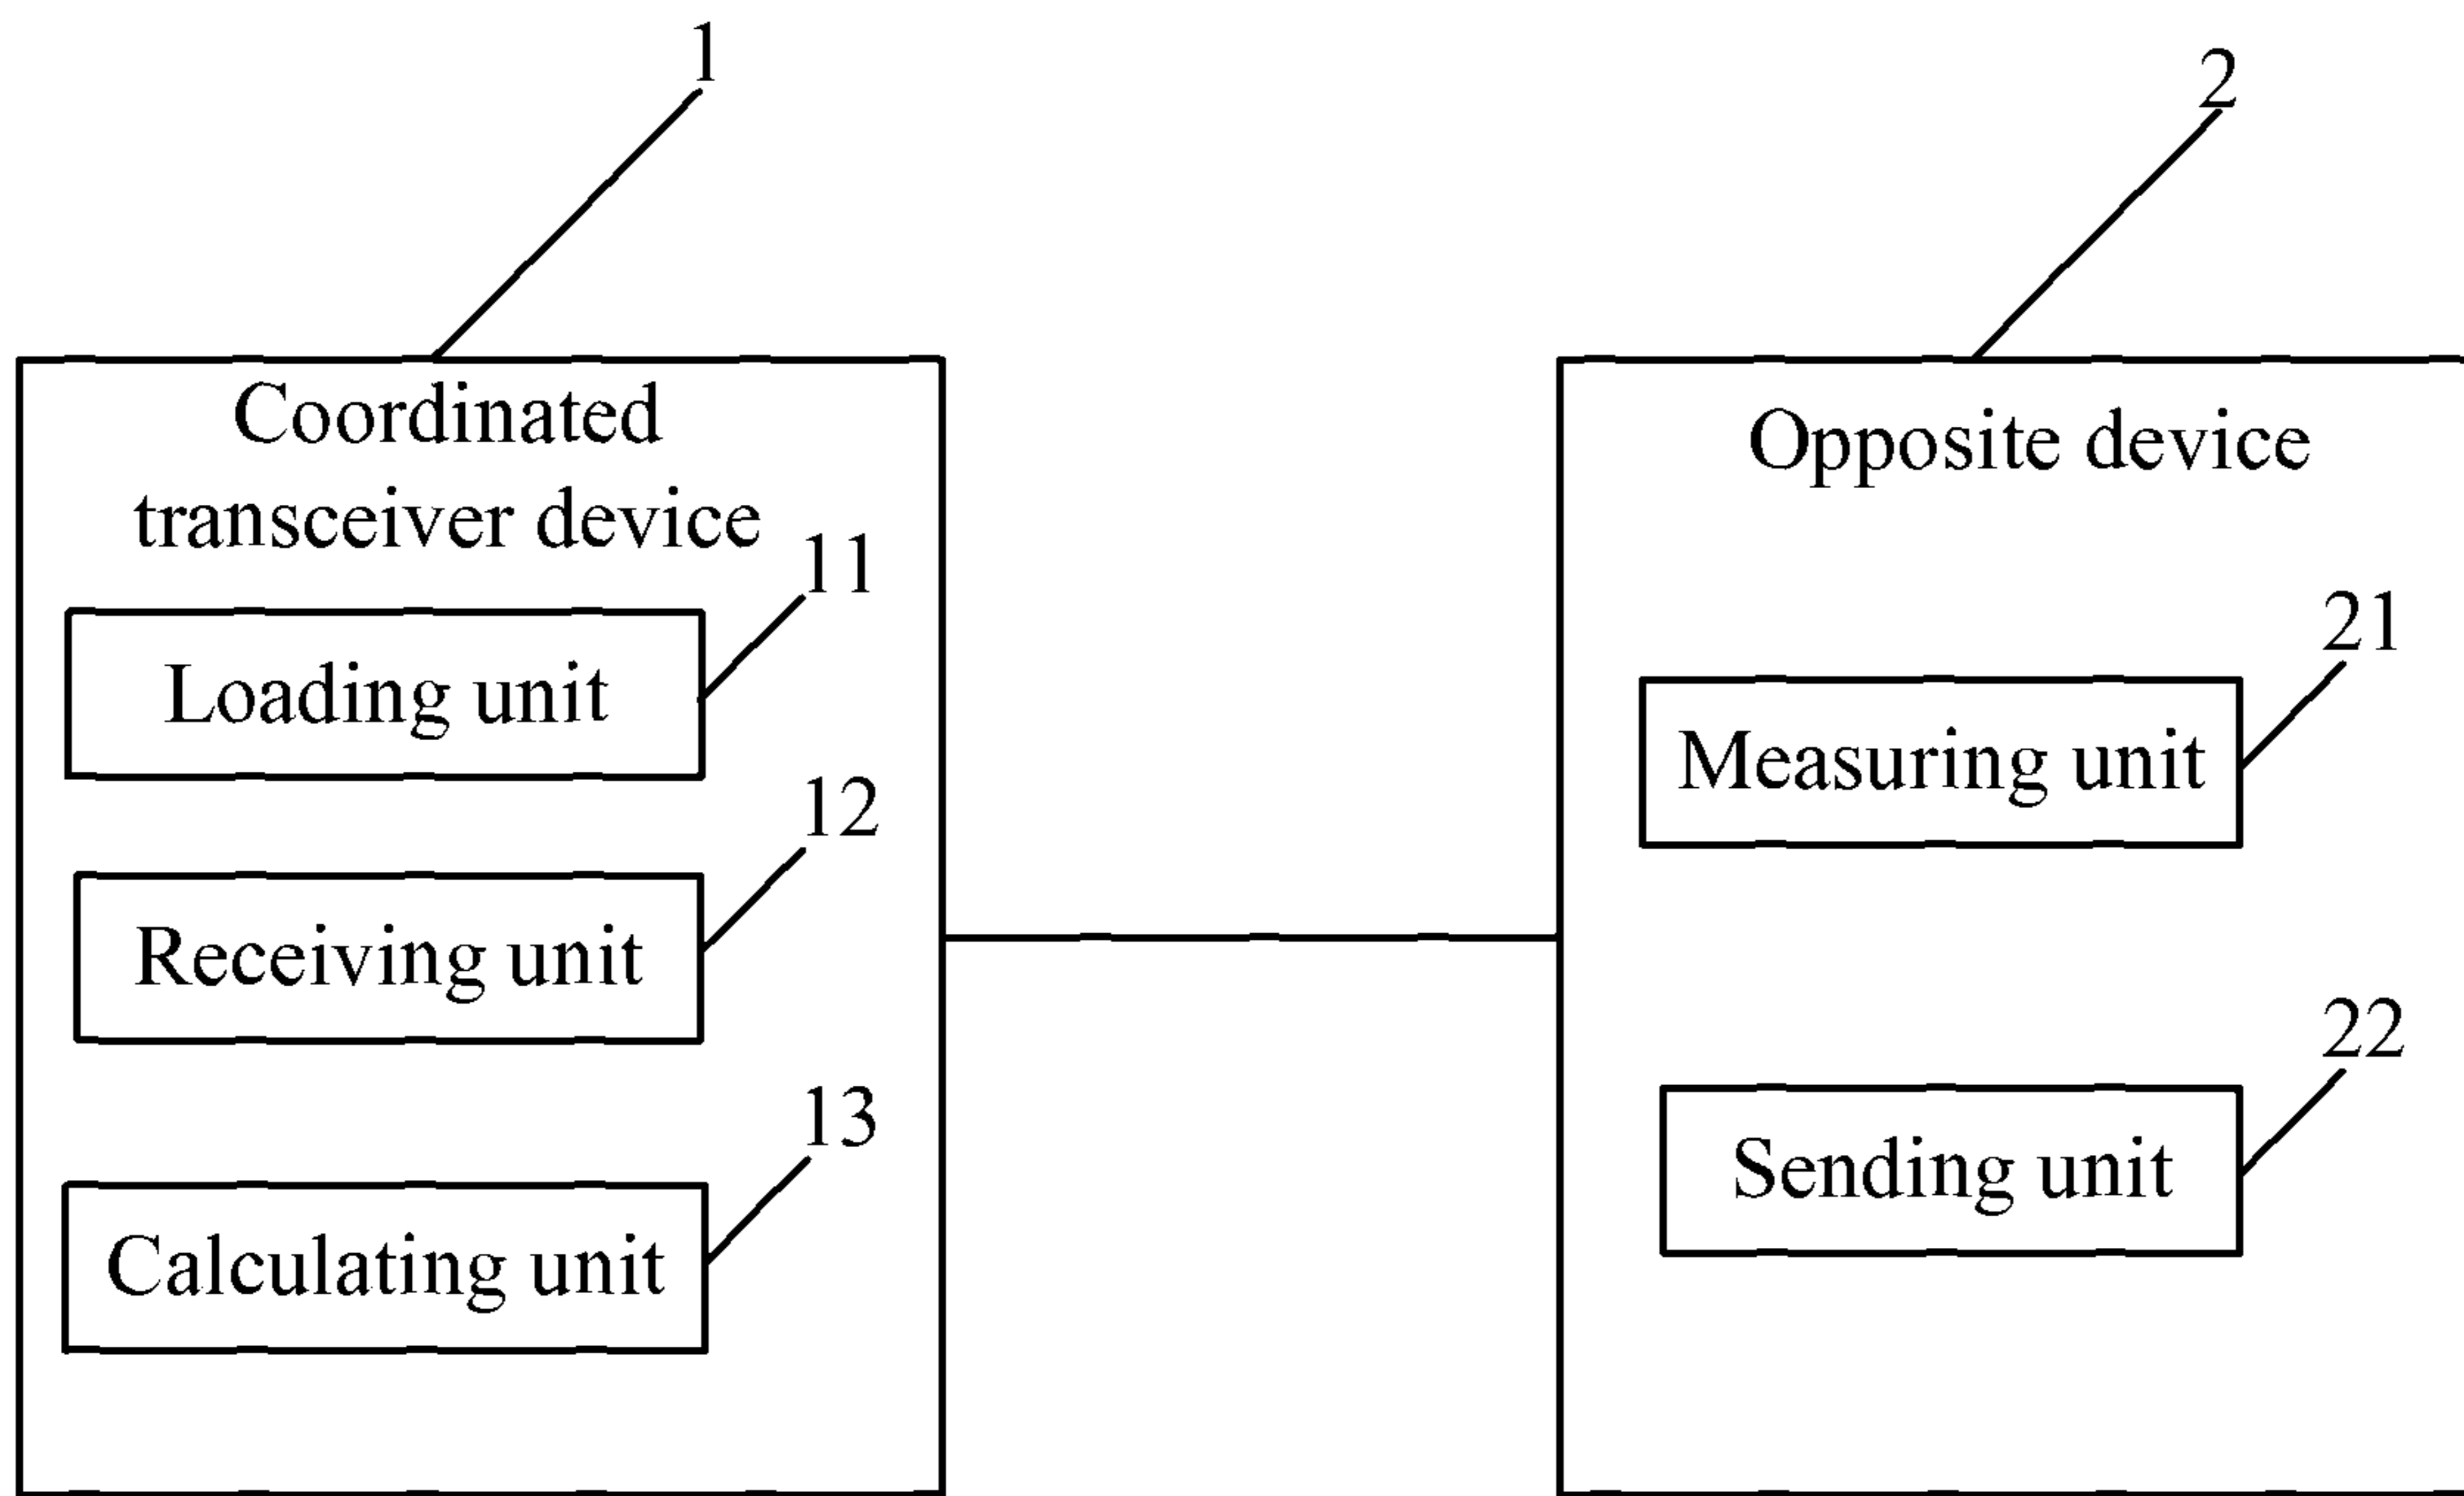 1
2
Coordinated
transceiver device
Opposite device
11
Loading unit
12
Receiving unit
13
Calculating unit
21
Measuring unit
22
Sending unit